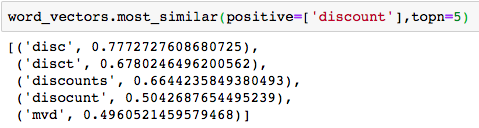 word_vectors.most_similar(positive=['discount'],topn=5)
[('disc', 0.7772727608680725),
('disct', 0.6780246496200562),
('discounts', 0.6644235849380493),
('disocunt', 0.5042687654495239),
('mvd', 0.4960521459579468)]